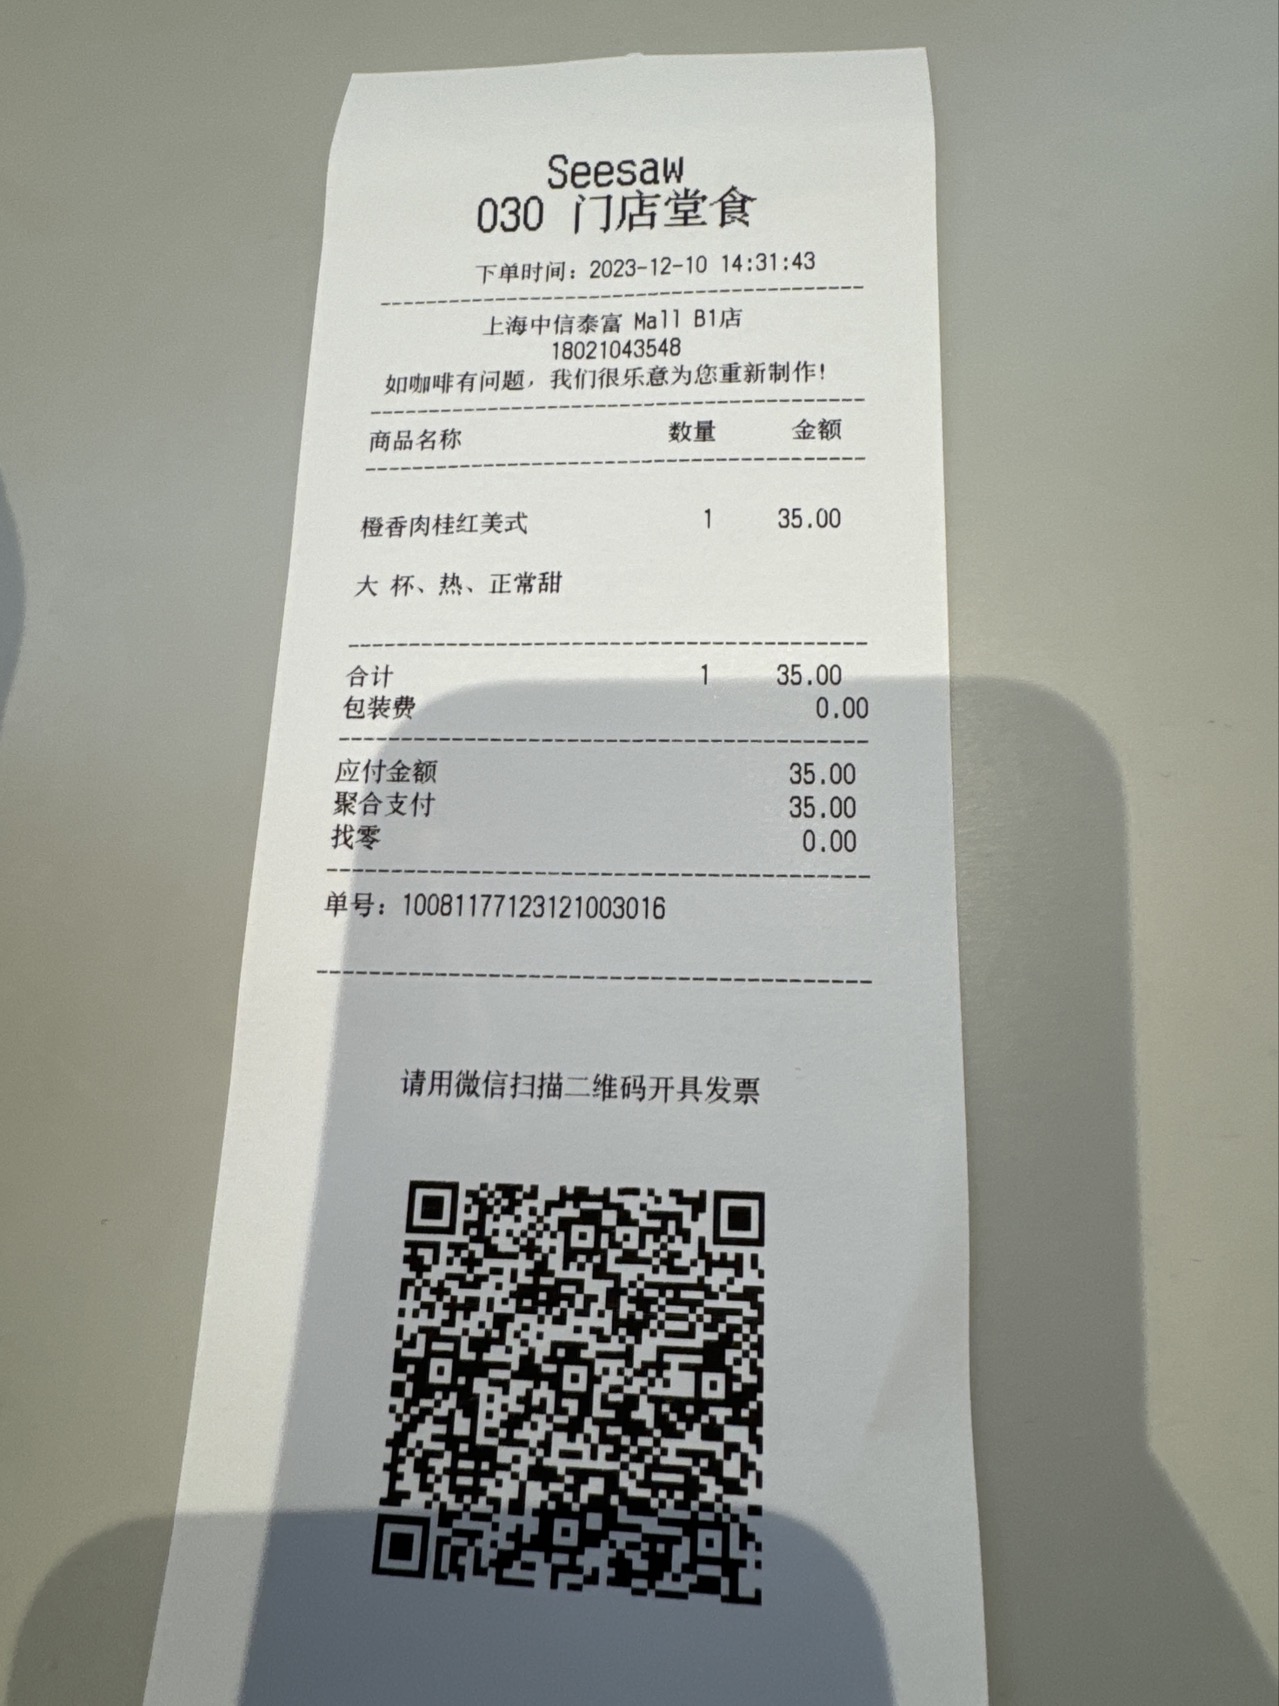 Seesaw
030 门店堂食
下单时间：2023-12-10 14:31:43
上海中信泰富 Mall B1店
18021043548
如咖啡有问题，我们很乐意为您重新制作！
商品名称 数量 金额
橙香肉桂红美式 1 35.00
大 杯、热、正常甜
合计 1 35.00
包装费 0.00
应付金额 35.00
聚合支付 35.00
找零 0.00
单号：10081177123121003016
请用微信扫描二维码开具发票